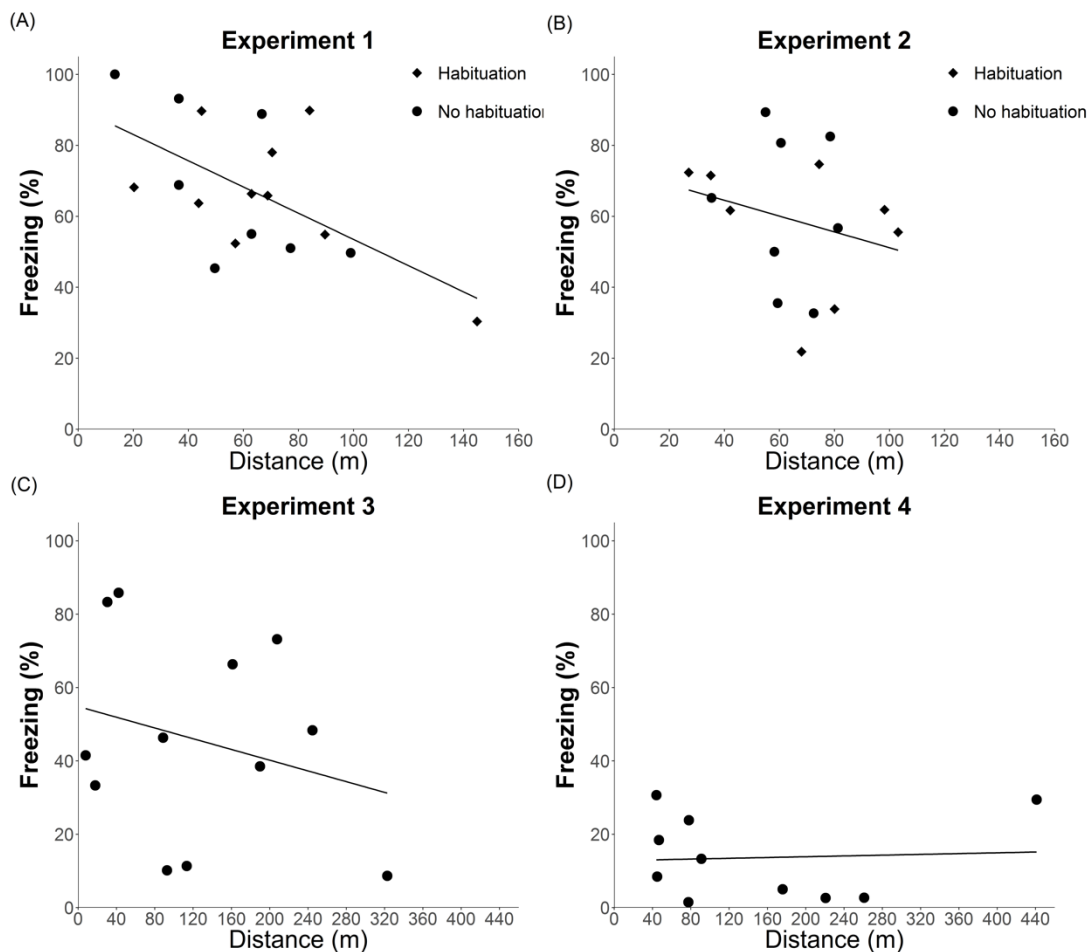 (A)
Experiment 1
Habituation
No habituation
100
80
60
40
20
0
Freezing (%)
0 20 40 60 80 100 120 140 160
Distance (m)
(B)
Experiment 2
Habituation
No habituation
100
80
60
40
20
0
Freezing (%)
0 20 40 60 80 100 120 140 160
Distance (m)
(C)
Experiment 3
100
80
60
40
20
0
Freezing (%)
0 40 80 120 160 200 240 280 320 360 400 440
Distance (m)
(D)
Experiment 4
100
80
60
40
20
0
Freezing (%)
0 40 80 120 160 200 240 280 320 360 400 440
Distance (m)